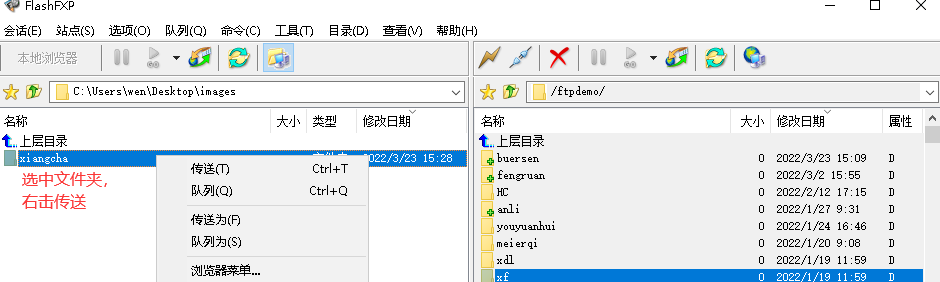 FlashFXP
会话(E) 站点(S) 选项(O) 队列(Q) 命令(C) 工具(T) 目录(D) 查看(V) 帮助(H)
本地浏览器 GO GO
C:\Users\wen\Desktop\images /ftpdemo/
名称 大小 类型 修改日期 名称 大小 修改日期 属性
上层目录 上层目录
xiangcha 2022/3/23 15:28 buersen 0 2022/3/23 15:09 D
传送(T) Ctrl+T fengruan 0 2022/3/2 15:55 D
选中文件夹,
队列(Q) Ctrl+Q HC 0 2022/2/12 17:15 D
右击传送
传送为(F) anli 0 2022/1/27 9:31 D
队列为(S) youyuanhui 0 2022/1/24 16:46 D
meierqi 0 2022/1/20 9:08 D
浏览器菜单... xdl 0 2022/1/19 11:59 D
xf 0 2022/1/19 11:59 D